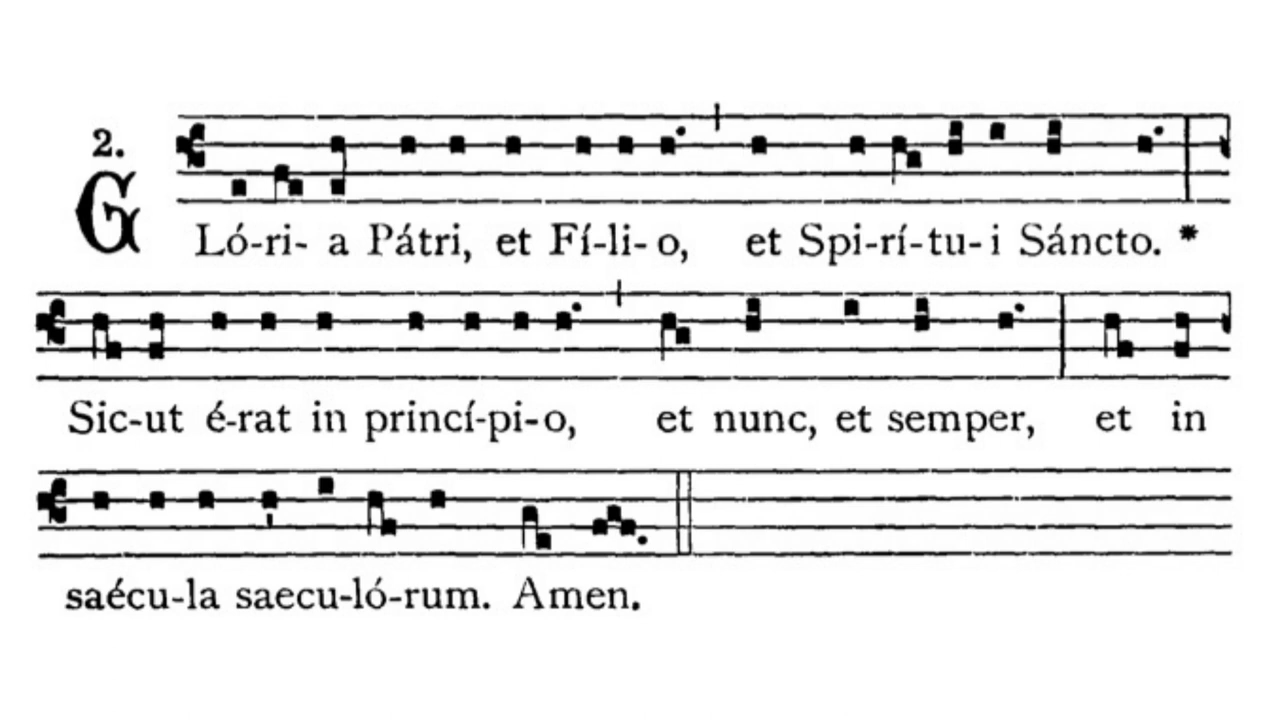 2.
GLó-ri- a Pátri, et Fí-li-o, et Spi-rí-tu-i Sáncto. *
Sic-ut é-rat in princí-pi-o, et nunc, et semper, et in
saécu-la saecu-ló-rum. Amen.